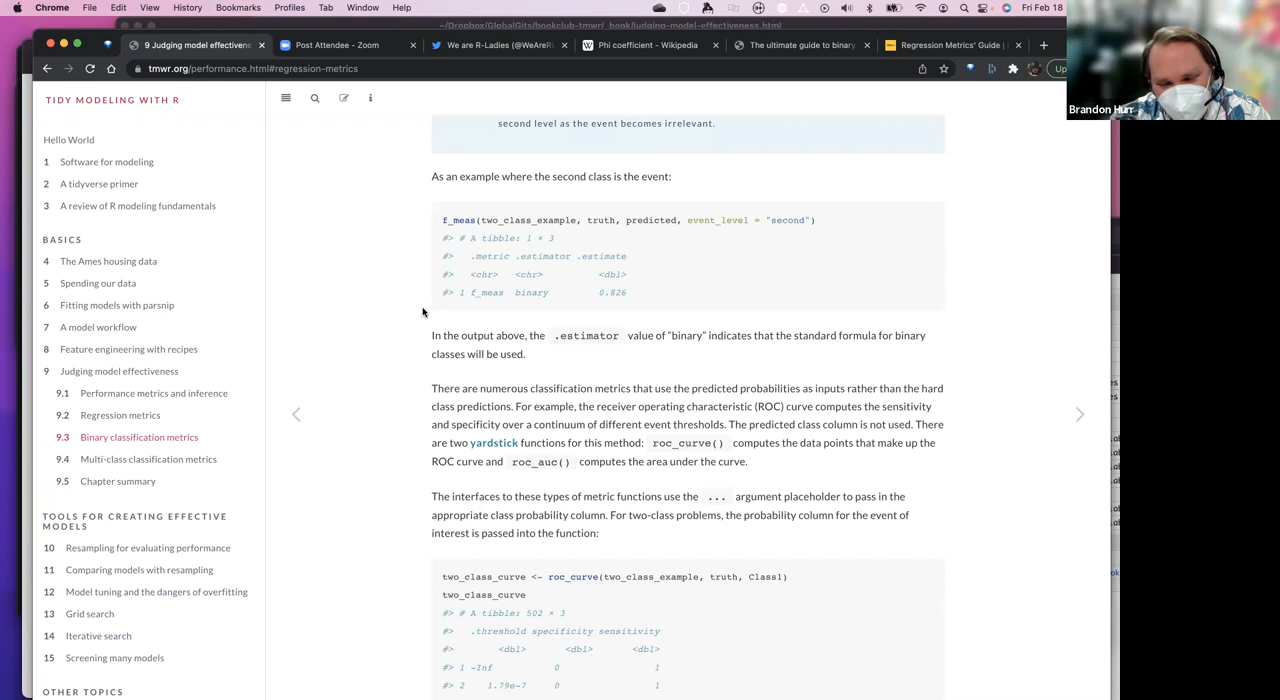 Chrome File Edit View History Bookmarks Profiles Tab Window Help Fri Feb 18
~/Dropbox/GlobalGits/bookclub-tmwr/_book/judging-model-effectiveness.html
9 Judging model effectivene Post Attendee - Zoom We are R-Ladies (@WeAreRL Phi coefficient - Wikipedia The ultimate guide to binary Regression Metrics' Guide |
tmwr.org/performance.html#regression-metrics Up
Brandon Hurr
TIDY MODELING WITH R
Hello World
1 Software for modeling
2 A tidyverse primer
3 A review of R modeling fundamentals
BASICS
4 The Ames housing data
5 Spending our data
6 Fitting models with parsnip
7 A model workflow
8 Feature engineering with recipes
9 Judging model effectiveness
9.1 Performance metrics and inference
9.2 Regression metrics
9.3 Binary classification metrics
9.4 Multi-class classification metrics
9.5 Chapter summary
TOOLS FOR CREATING EFFECTIVE
MODELS
10 Resampling for evaluating performance
11 Comparing models with resampling
12 Model tuning and the dangers of overfitting
13 Grid search
14 Iterative search
15 Screening many models
OTHER TOPICS
second level as the event becomes irrelevant.
As an example where the second class is the event:
f_meas(two_class_example, truth, predicted, event_level = "second")
#> # A tibble: 1 × 3
#> .metric .estimator .estimate
#> <chr> <chr> <dbl>
#> 1 f_meas binary 0.826
In the output above, the .estimator value of "binary" indicates that the standard formula for binary
classes will be used.
There are numerous classification metrics that use the predicted probabilities as inputs rather than the hard
class predictions. For example, the receiver operating characteristic (ROC) curve computes the sensitivity
and specificity over a continuum of different event thresholds. The predicted class column is not used. There
are two yardstick functions for this method: roc_curve() computes the data points that make up the
ROC curve and roc_auc() computes the area under the curve.
The interfaces to these types of metric functions use the ... argument placeholder to pass in the
appropriate class probability column. For two-class problems, the probability column for the event of
interest is passed into the function:
two_class_curve <- roc_curve(two_class_example, truth, Class1)
two_class_curve
#> # A tibble: 502 × 3
#> .threshold specificity sensitivity
#> <dbl> <dbl> <dbl>
#> 1 -Inf 0 1
#> 2 1.79e-7 0 1